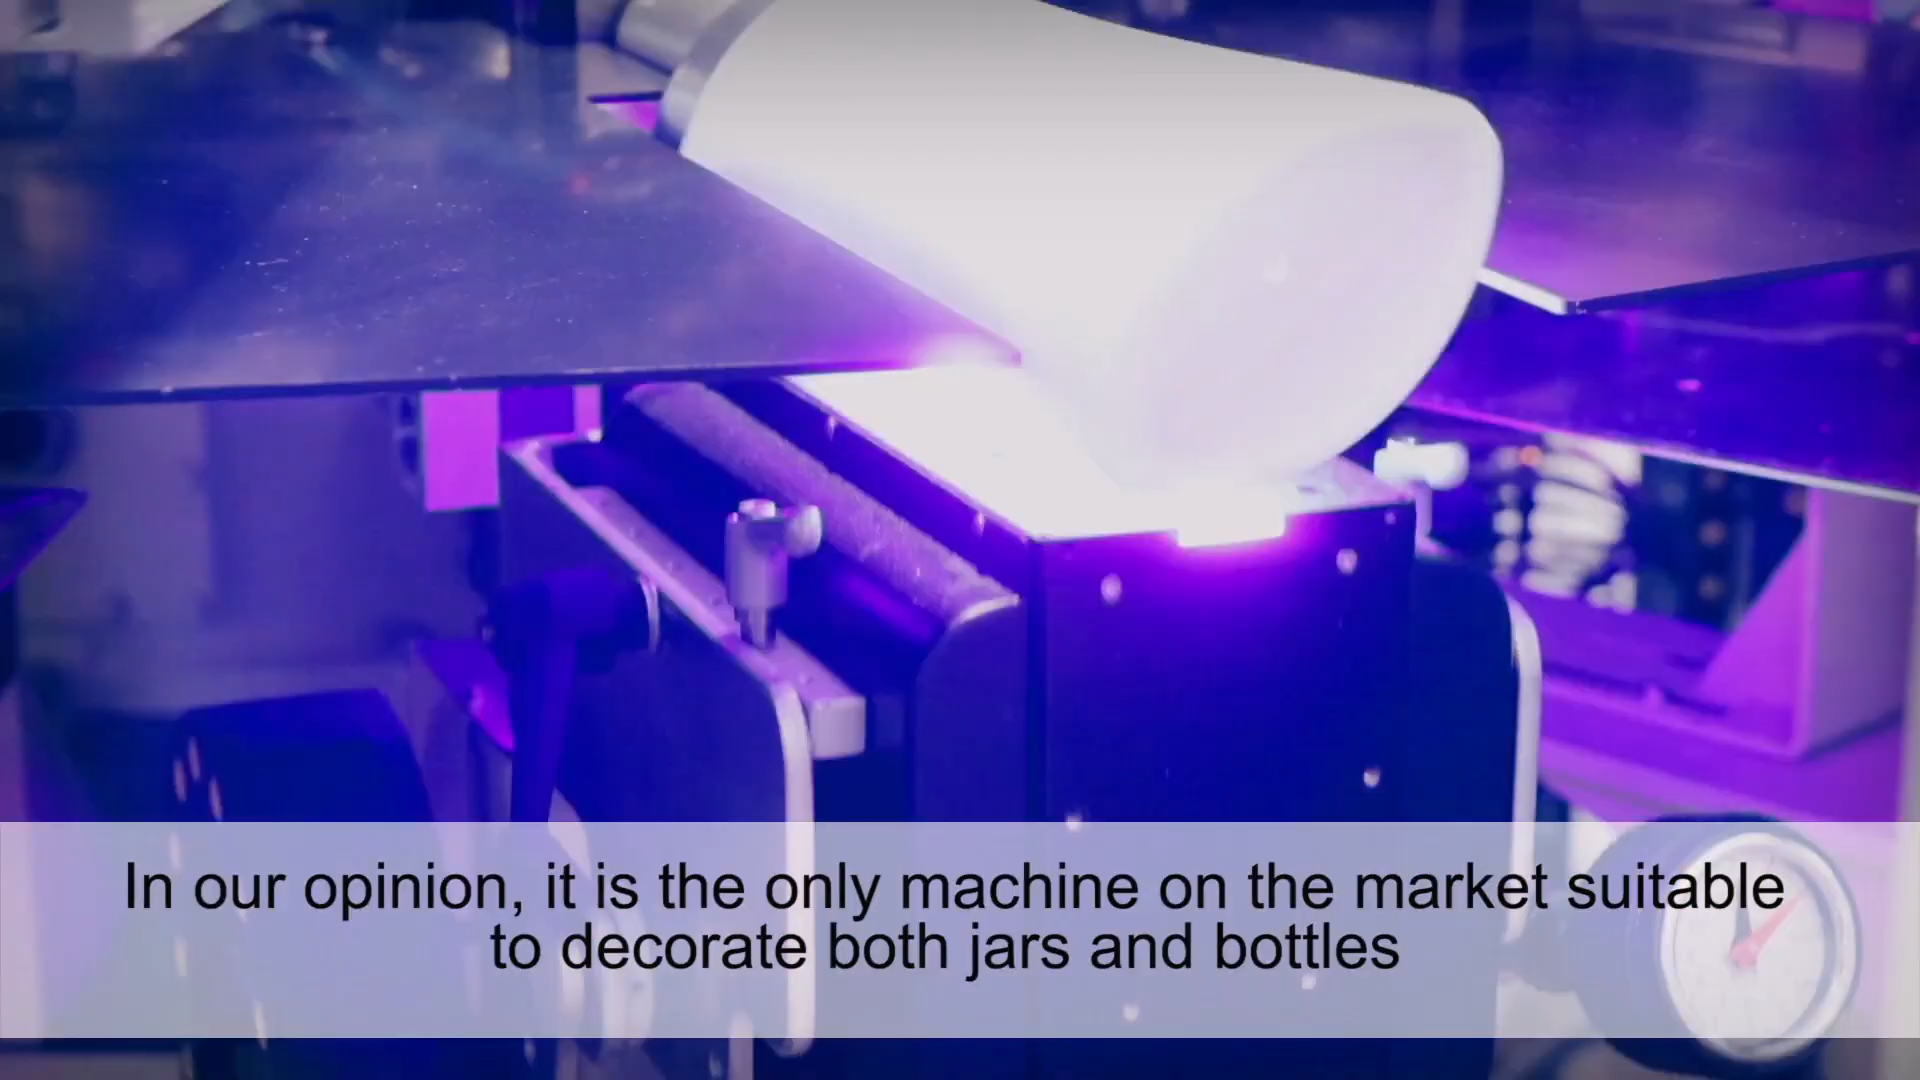 In our opinion, it is the only machine on the market suitable
to decorate both jars and bottles